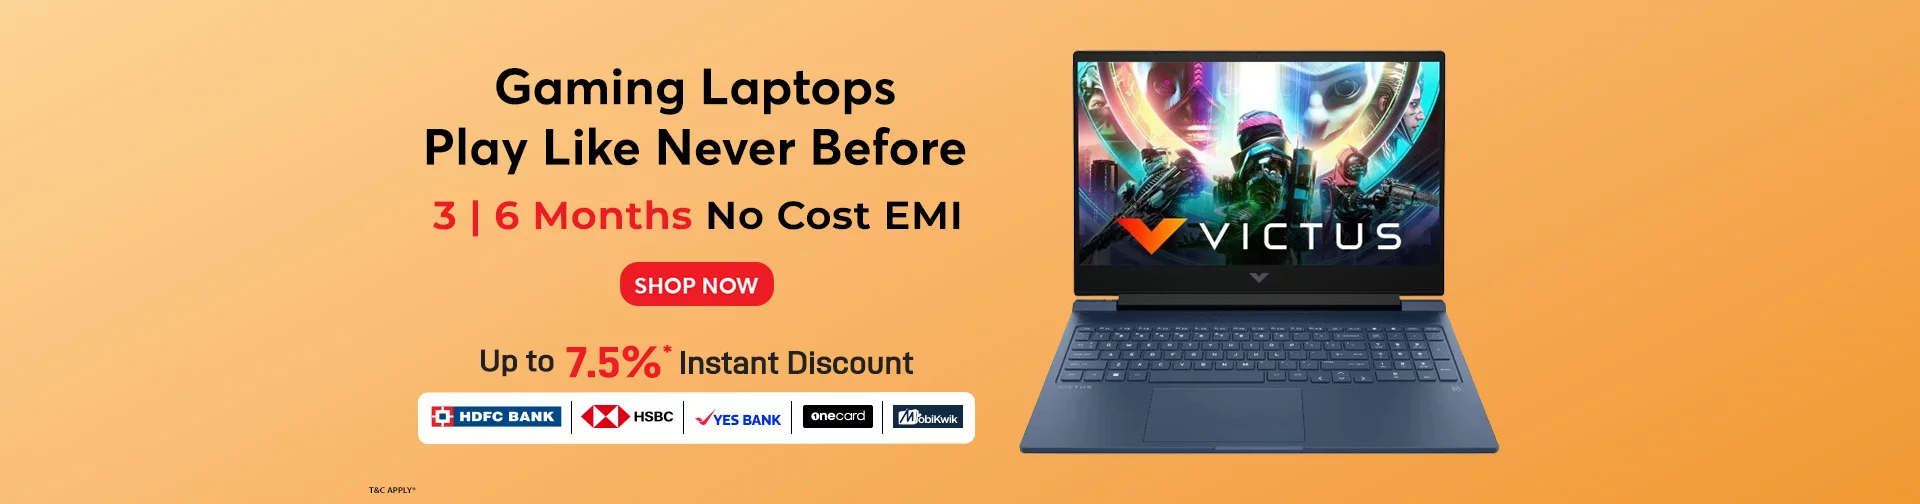 Gaming Laptops
Play Like Never Before
3 | 6 Months No Cost EMI
SHOP NOW
Up to 7.5%* Instant Discount
HDFC BANK
HSBC
YES BANK
onecard
MobiKwik
T&C APPLY*
VICTUS
VICTUS